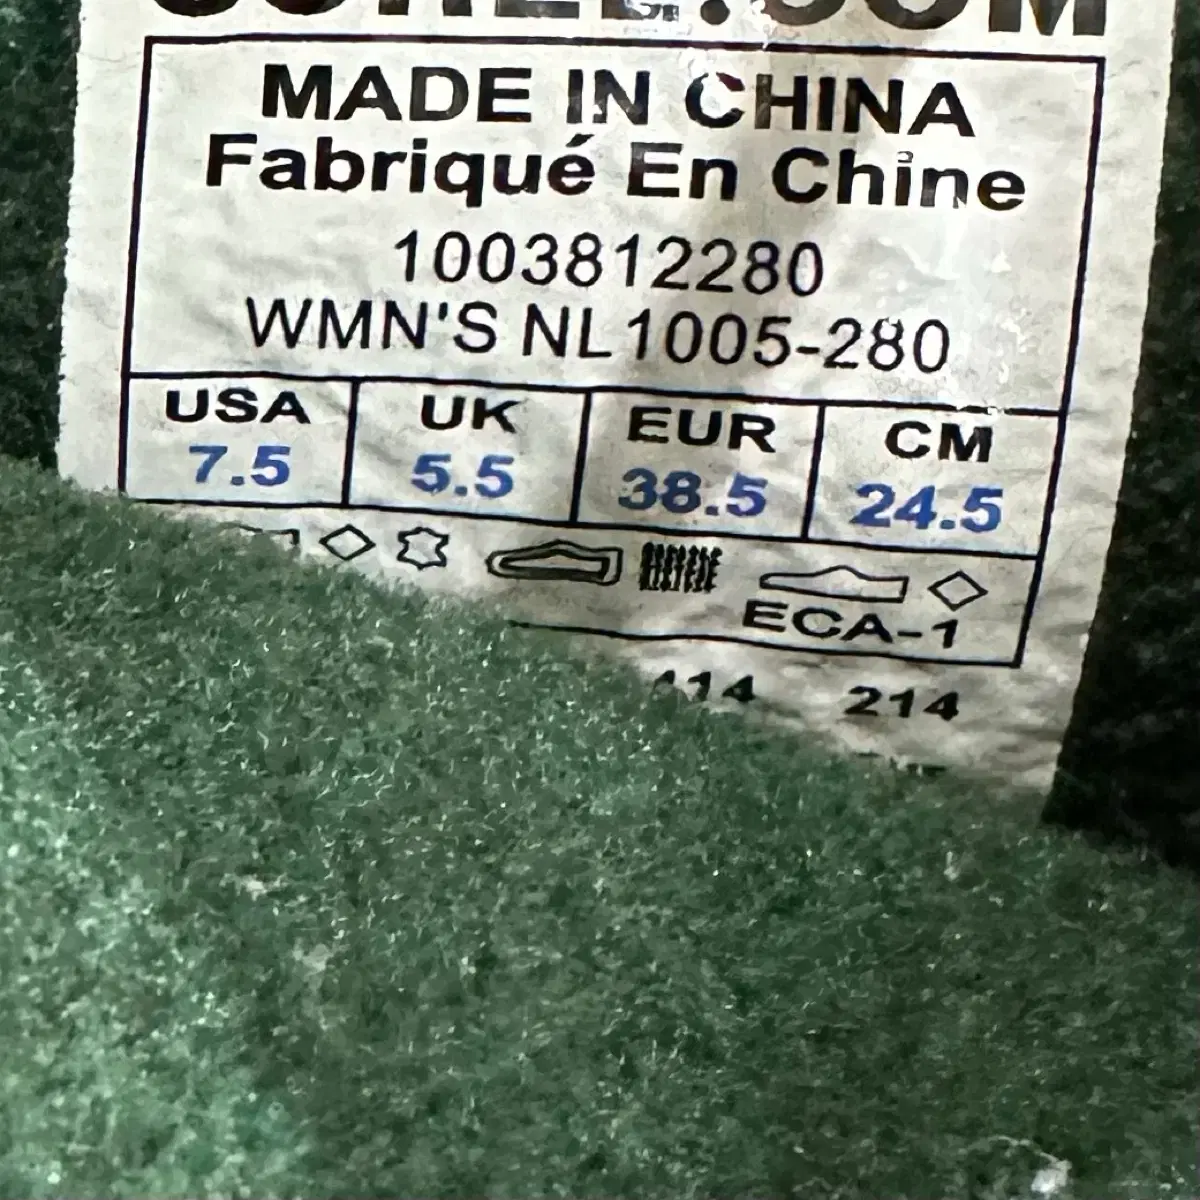 MADE IN CHINA
Fabriqué En Chine
1003812280
WMN'S NL1005-280
USA UK EUR CM
7.5 5.5 38.5 24.5
ECA-1
214